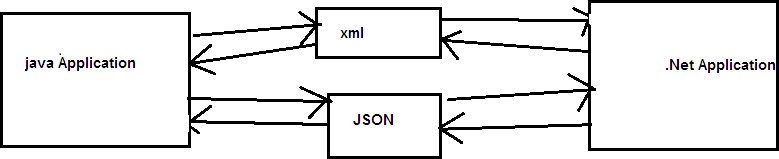 java Application
xml
.Net Application
JSON